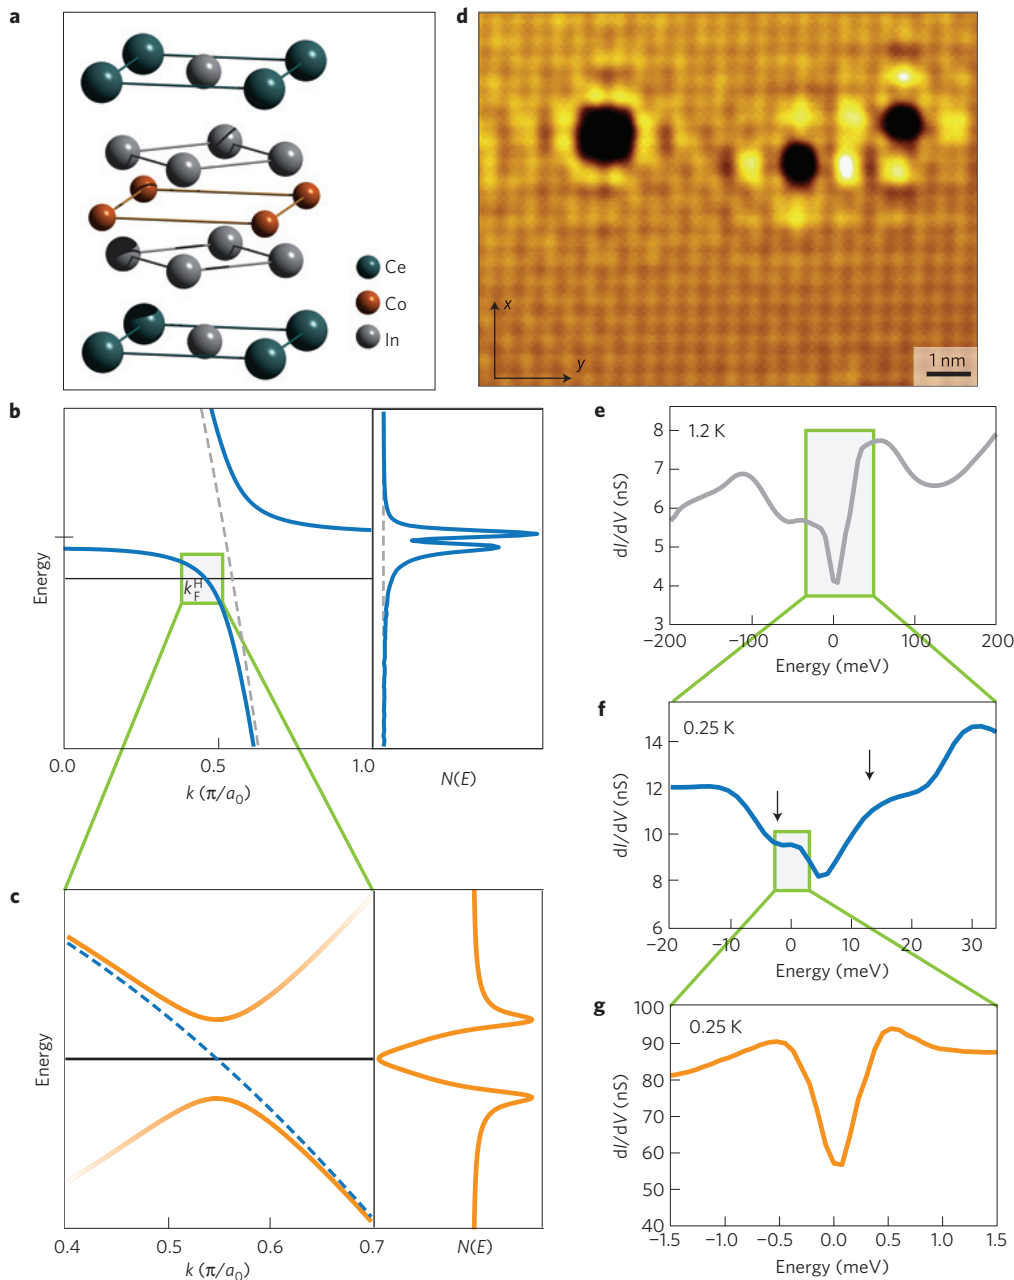 a
Ce
Co
In
d
x
y
1 nm
b
Energy
k_F^H
0.0
0.5
1.0
k (π/a₀)
N(E)
c
Energy
0.4
0.5
0.6
0.7
k (π/a₀)
N(E)
e
1.2 K
dI/dV (nS)
8
7
6
5
4
3
−200
−100
0
100
200
Energy (meV)
f
0.25 K
dI/dV (nS)
14
12
10
8
6
−20
−10
0
10
20
30
Energy (meV)
g
0.25 K
dI/dV (nS)
100
90
80
70
60
50
40
−1.5
−1.0
−0.5
0.0
0.5
1.0
1.5
Energy (meV)